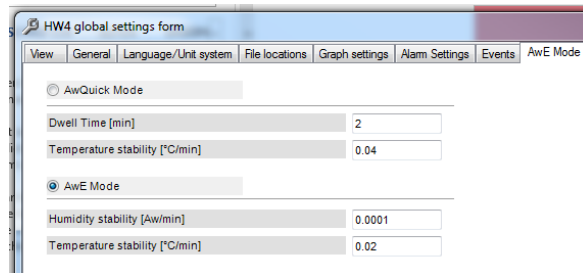 HW4 global settings form
View General Language/Unit system File locations Graph settings Alarm Settings Events AwE Mode
AwQuick Mode
Dwell Time [min] 2
Temperature stability [°C/min] 0.04
AwE Mode
Humidity stability [Aw/min] 0.0001
Temperature stability [°C/min] 0.02